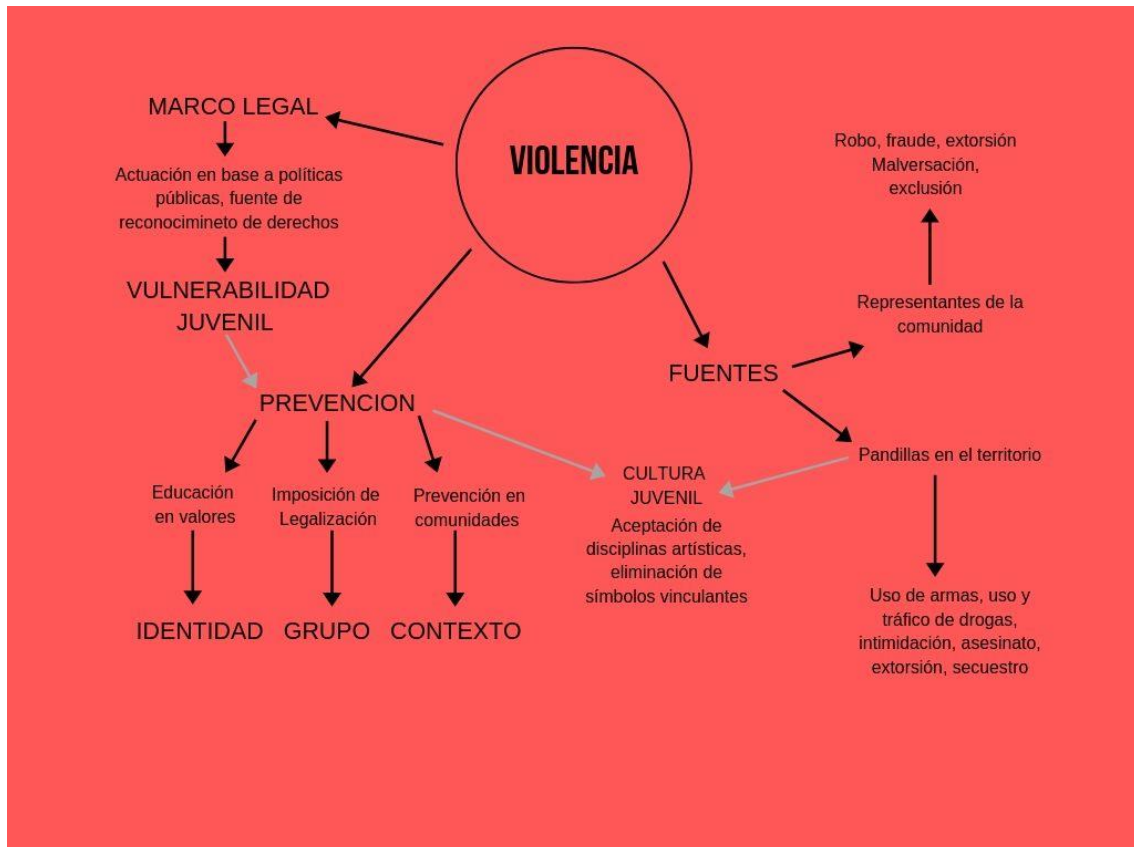 VIOLENCIA
MARCO LEGAL
Actuación en base a políticas
públicas, fuente de
reconocimineto de derechos
VULNERABILIDAD
JUVENIL
PREVENCION
Educación
en valores
IDENTIDAD
Imposición de
Legalización
GRUPO
Prevención en
comunidades
CONTEXTO
CULTURA
JUVENIL
Aceptación de
disciplinas artísticas,
eliminación de
símbolos vinculantes
FUENTES
Representantes de la
comunidad
Robo, fraude, extorsión
Malversación,
exclusión
Pandillas en el territorio
Uso de armas, uso y
tráfico de drogas,
intimidación, asesinato,
extorsión, secuestro